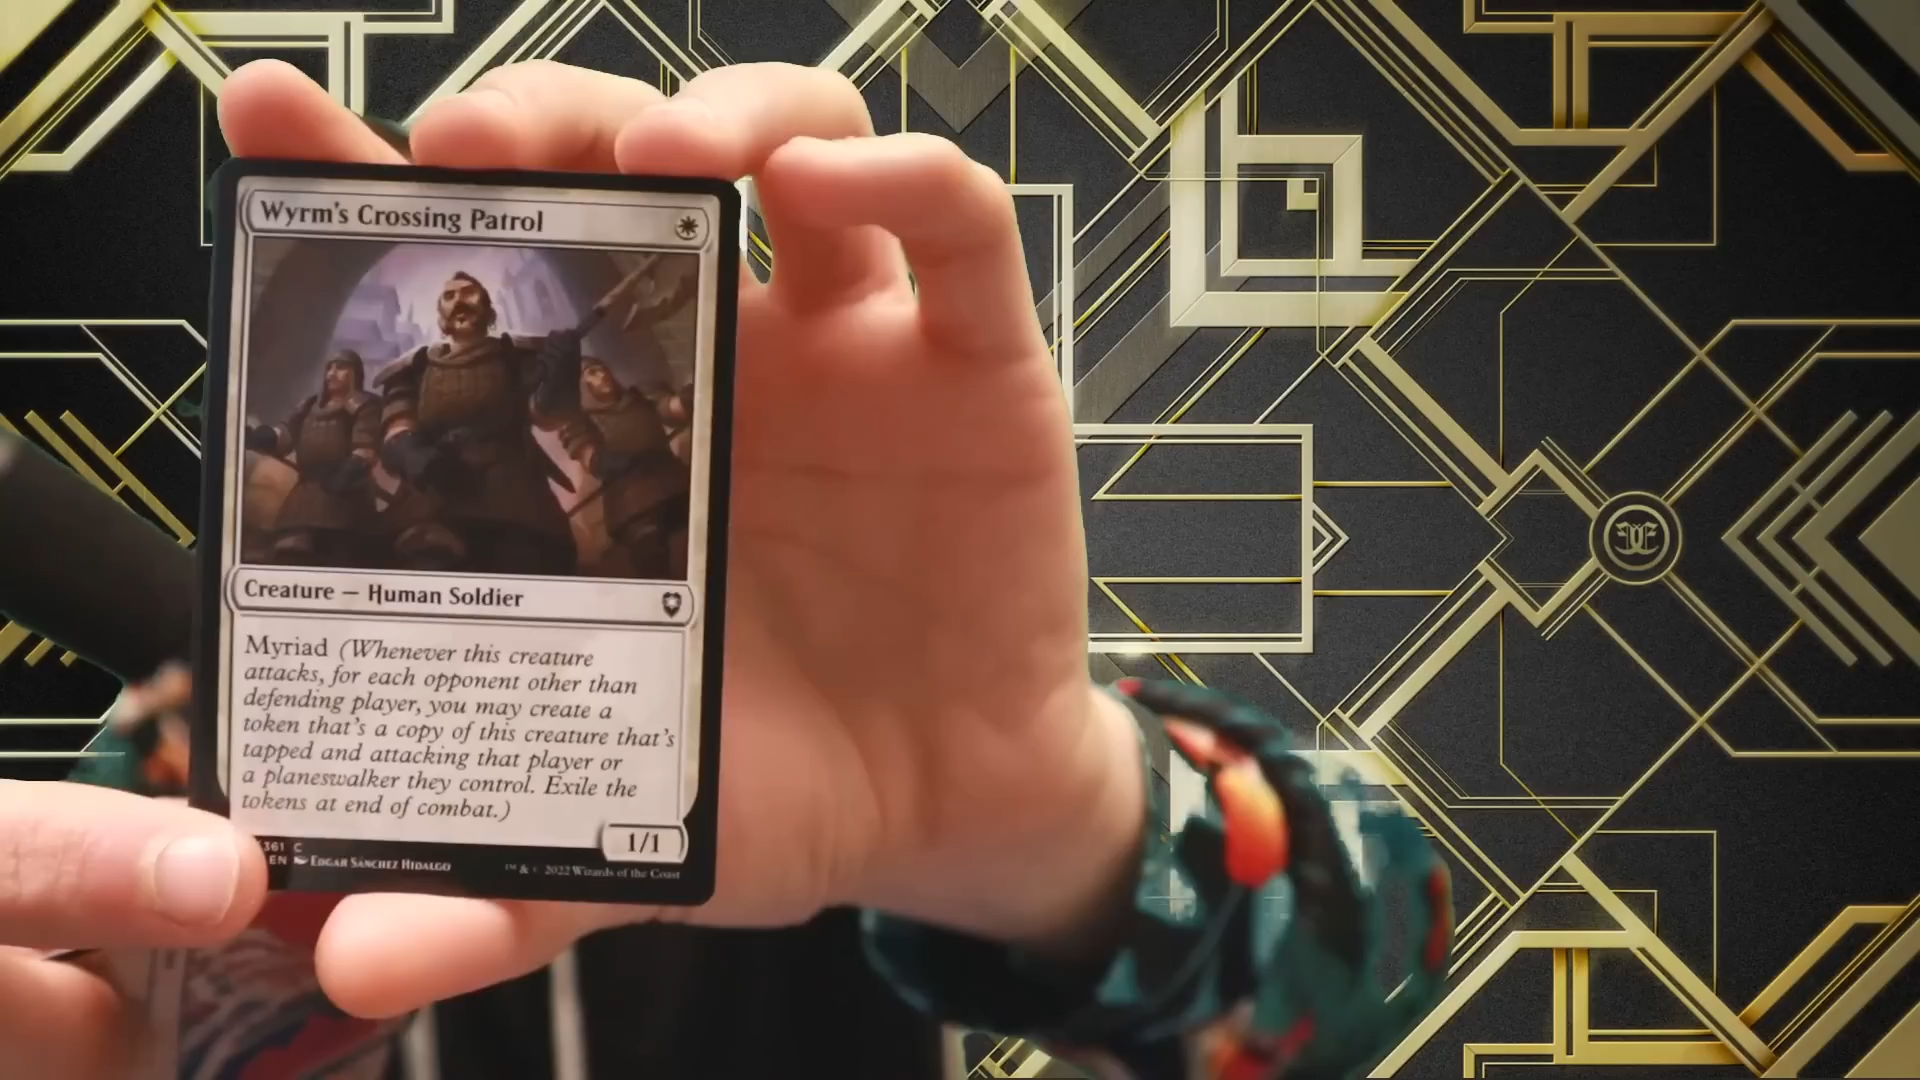 Wyrm's Crossing Patrol
Creature — Human Soldier
Myriad (Whenever this creature
attacks, for each opponent other than
defending player, you may create a
token that's a copy of this creature that's
tapped and attacking that player or
a planeswalker they control. Exile the
tokens at end of combat.)
1/1
361 C
EN Edgar Sánchez Hidalgo
™ & © 2022 Wizards of the Coast